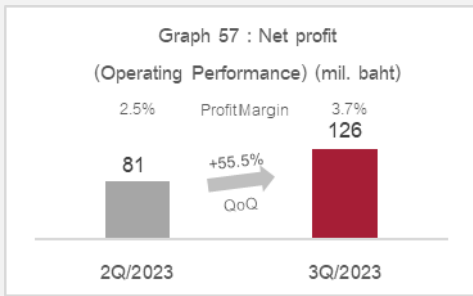 Graph 57 : Net profit
(Operating Performance) (mil. baht)
2.5% ProfitMargin 3.7%
81 +55.5% 126
QoQ
2Q/2023 3Q/2023